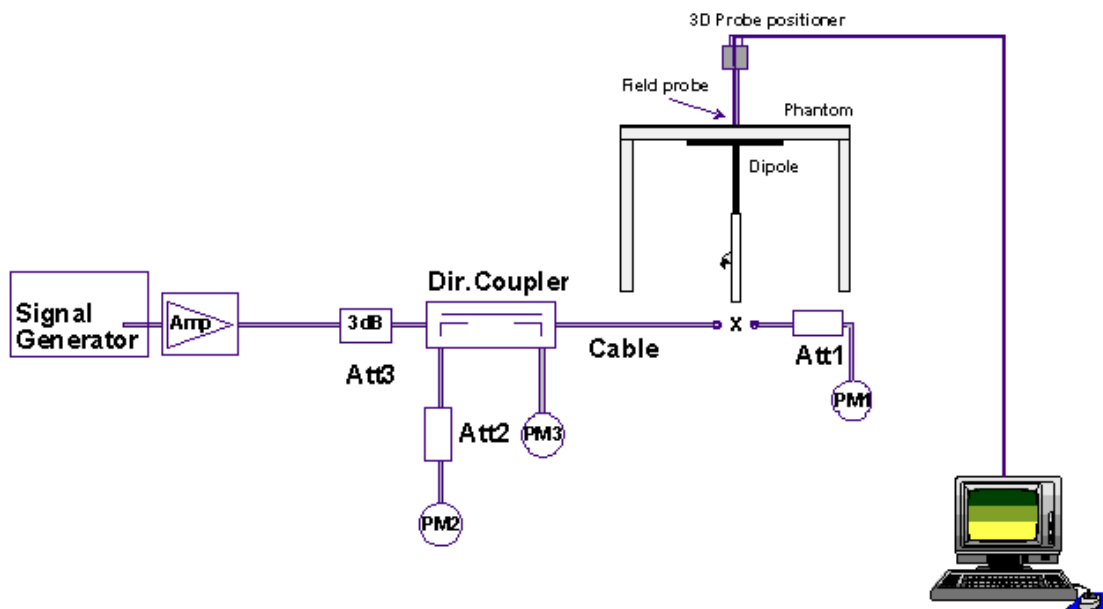 3D Probe positioner
Field probe
Phantom
Dipole
Dir.Coupler
Signal
Generator
Amp
3dB
x
Cable
Att1
Att3
PM1
Att2
PM3
PM2